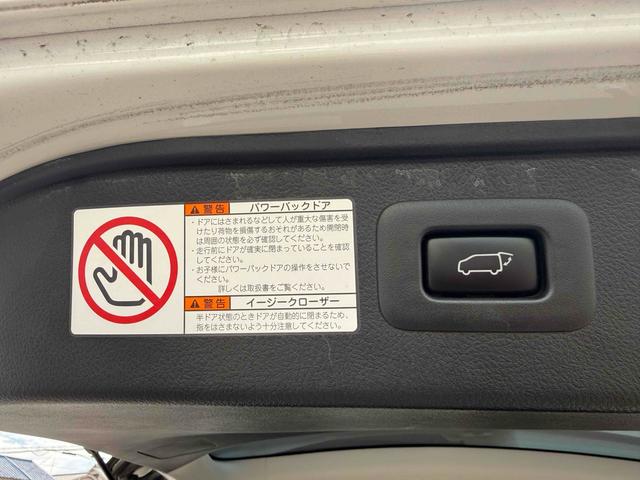 警告 パワーバックドア
・ドアにはさまれるなどして人が重大な傷害を受
けたり荷物を損傷するおそれがあるため開閉時
は周囲の状態を必ず確認してください。
・走行前にドアが確実に閉まっていることを確認
してください。
・お子様にパワーバックドアの操作をさせないで
ください。
詳しくは取扱書をご覧ください。
警告 イージークローザー
半ドア状態のときドアが自動的に閉まるため、
指をはさまないよう十分注意してください。